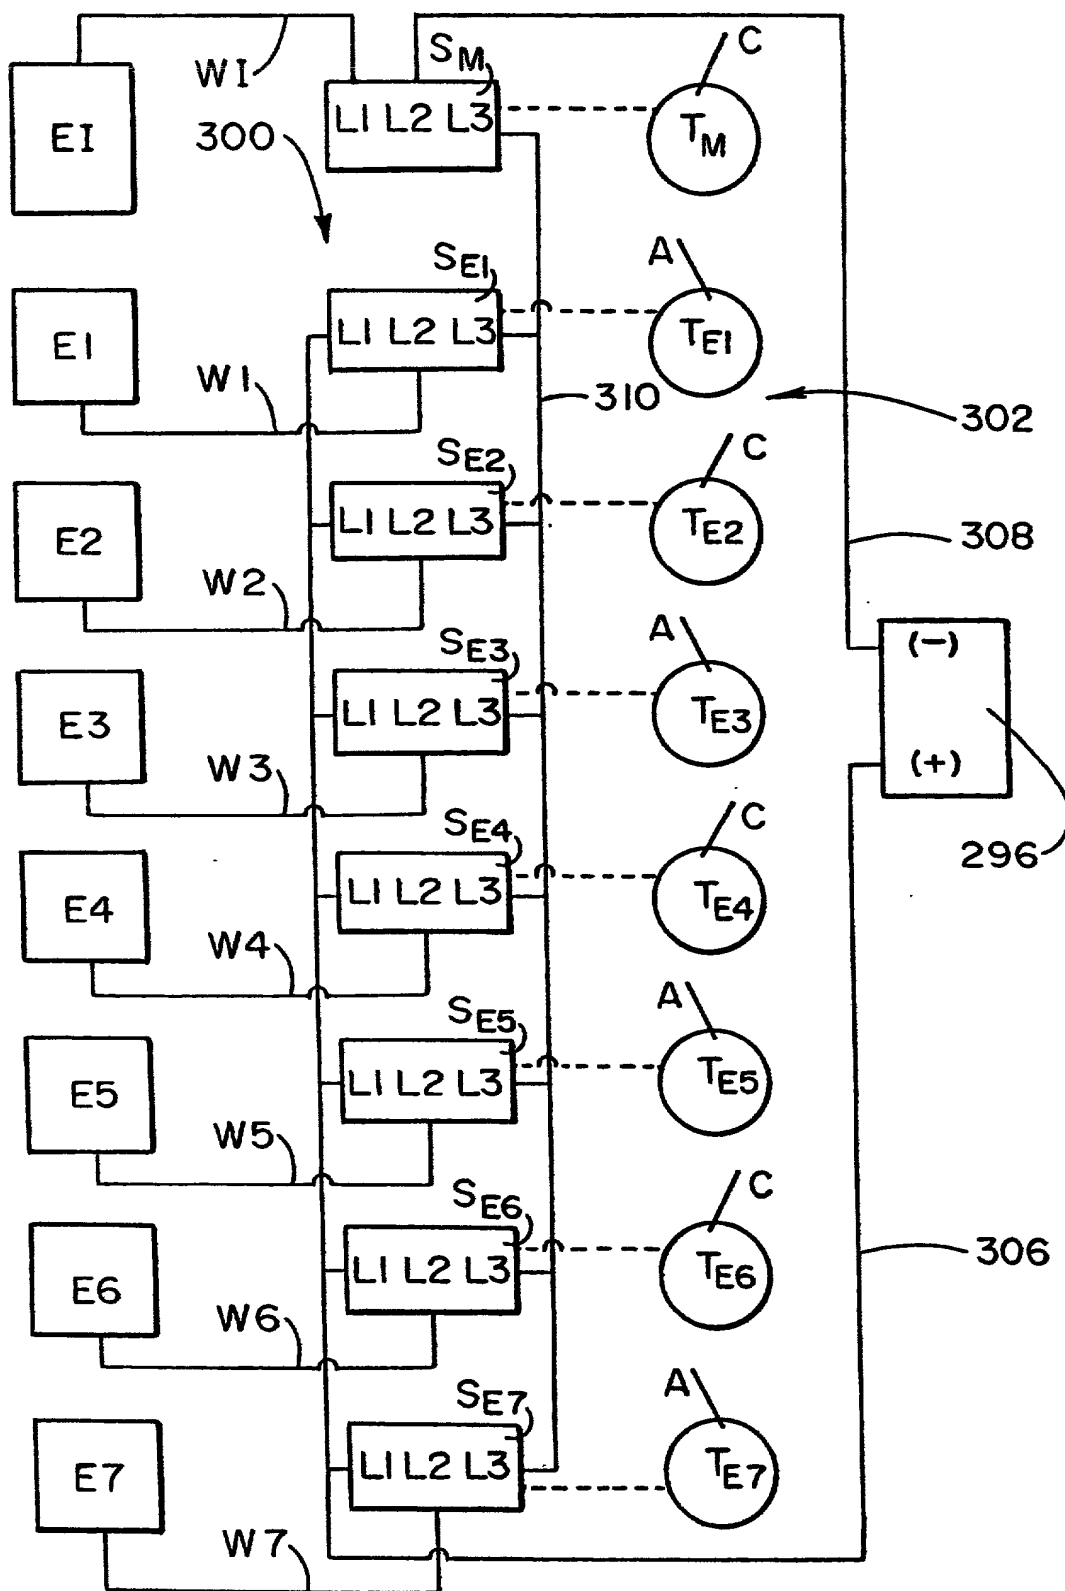 C
WI
SM
EI
L1 L2 L3
TM
300
A
SE1
E1
L1 L2 L3
TE1
W1
310
302
C
SE2
E2
L1 L2 L3
TE2
308
W2
A
SE3
(−)
E3
L1 L2 L3
TE3
W3
(+)
C
SE4
296
E4
L1 L2 L3
TE4
W4
A
SE5
E5
L1 L2 L3
TE5
W5
C
SE6
306
E6
L1 L2 L3
TE6
W6
A
SE7
E7
L1 L2 L3
TE7
W7